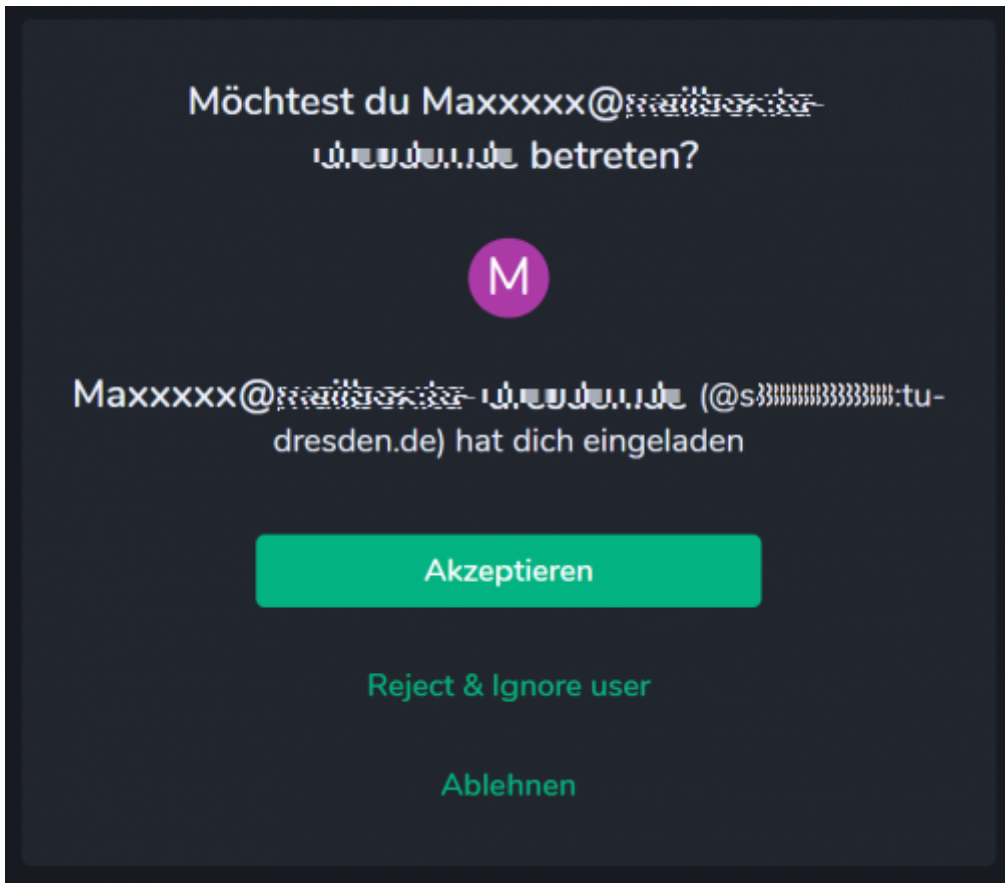 Möchtest du Maxxxxx@
betreten?
M
Maxxxxx@ (@s :tu-
dresden.de) hat dich eingeladen
Akzeptieren
Reject & Ignore user
Ablehnen